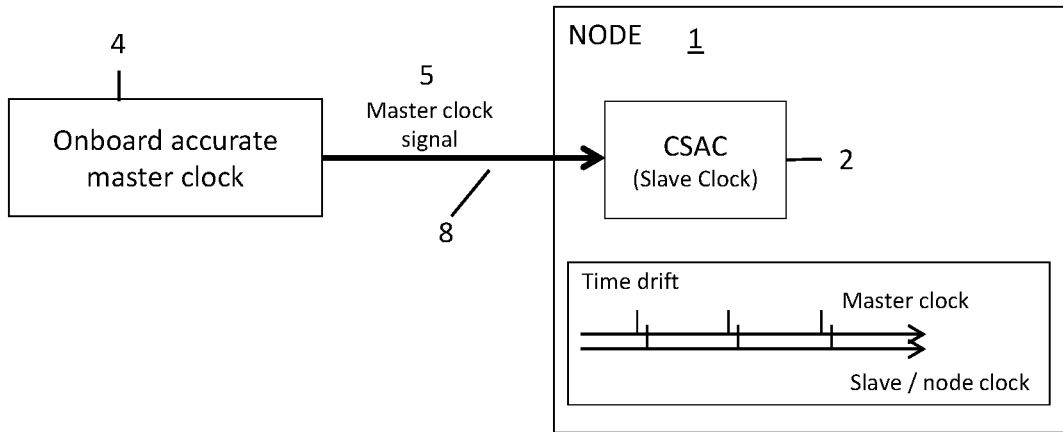 NODE 1
4
5
Master clock
signal
Onboard accurate
master clock
CSAC
(Slave Clock)
2
8
Time drift
Master clock
Slave / node clock